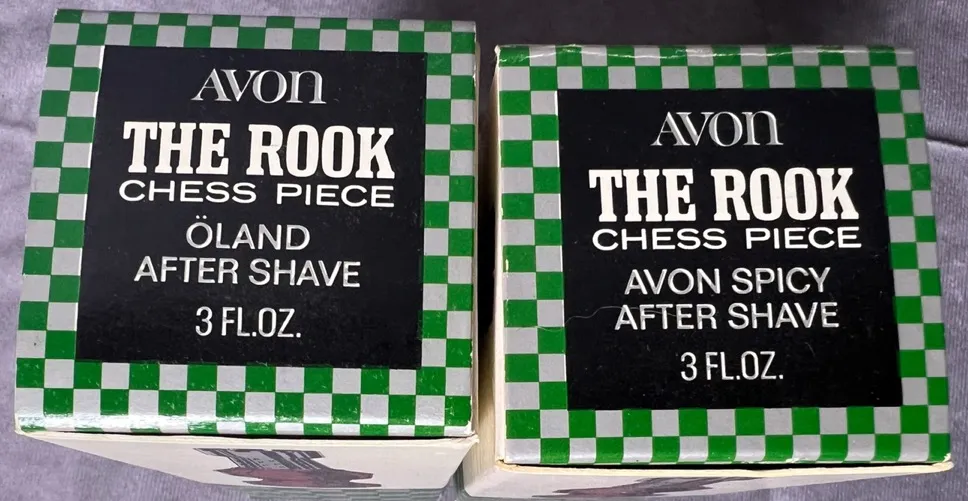 AVON
THE ROOK
CHESS PIECE
ÖLAND
AFTER SHAVE
3 FL.OZ.
AVON
THE ROOK
CHESS PIECE
AVON SPICY
AFTER SHAVE
3 FL.OZ.